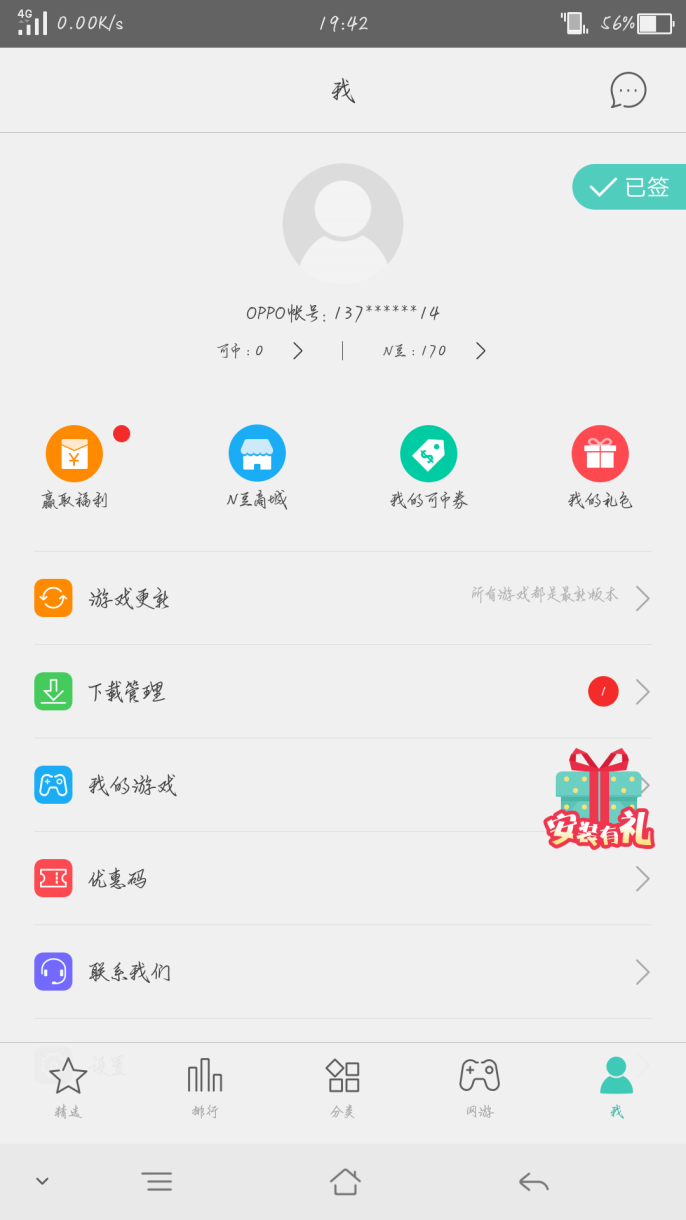 4G
0.00K/s
19:42
56%
我
已签
OPPO帐号：137******14
可币：0
N豆：170
赢取福利
N豆商城
我的可币券
我的礼包
游戏更新
所有游戏都是最新版本
下载管理
1
我的游戏
安装有礼
优惠码
联系我们
设置
精选
排行
分类
网游
我